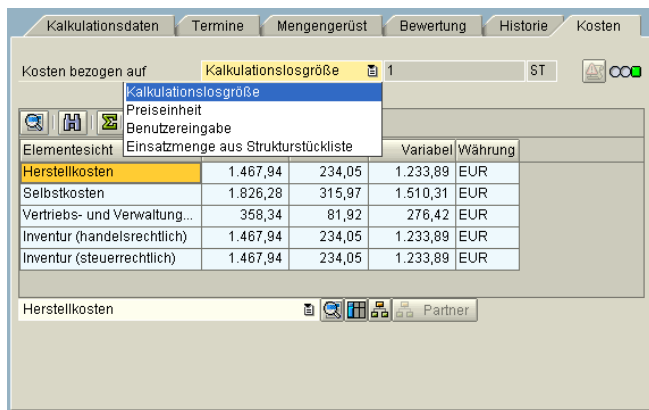 Kalkulationsdaten Termine Mengengerüst Bewertung Historie Kosten
Kosten bezogen auf Kalkulationslosgröße 1 ST
Kalkulationslosgröße
Preiseinheit
Benutzereingabe
Einsatzmenge aus Strukturstückliste
Elementesicht Variabel Währung
Herstellkosten 1.467,94 234,05 1.233,89 EUR
Selbstkosten 1.826,28 315,97 1.510,31 EUR
Vertriebs- und Verwaltung... 358,34 81,92 276,42 EUR
Inventur (handelsrechtlich) 1.467,94 234,05 1.233,89 EUR
Inventur (steuerrechtlich) 1.467,94 234,05 1.233,89 EUR
Herstellkosten Partner